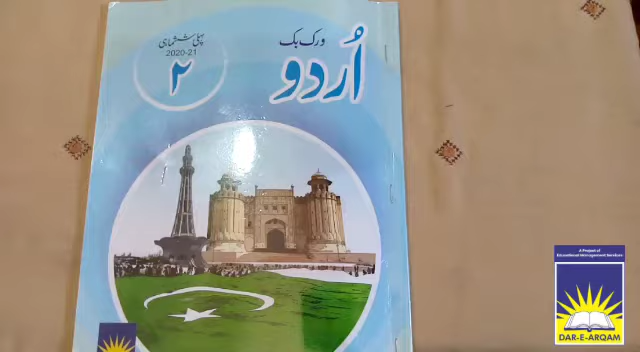 پہلی ششماہی
2020-21
۲
ورک بک
اُردو
A Project of
Educational Management Services
DAR-E-ARQAM